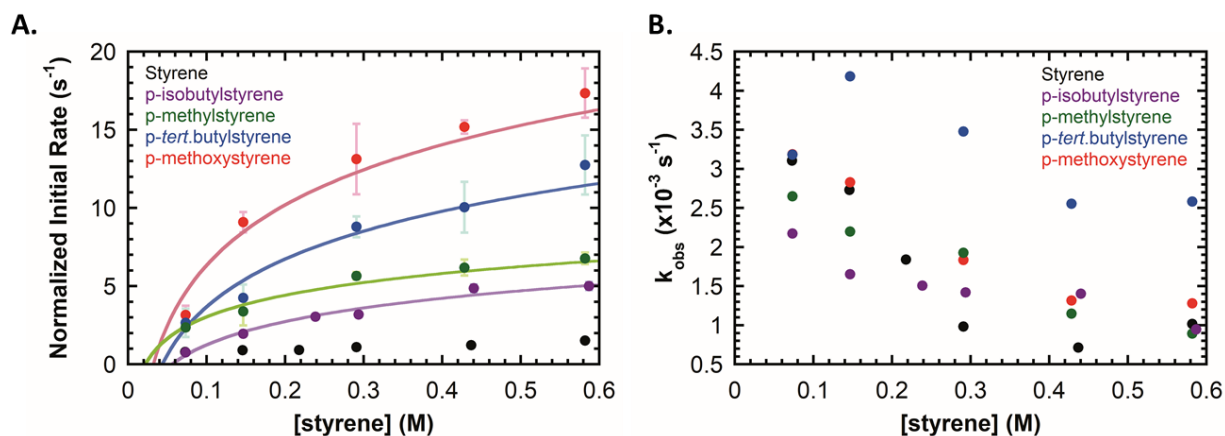 A.
Normalized Initial Rate (s⁻¹)
20
15
10
5
0
Styrene
p-isobutylstyrene
p-methylstyrene
p-tert.butylstyrene
p-methoxystyrene
0 0.1 0.2 0.3 0.4 0.5 0.6
[styrene] (M)
B.
k_obs (x10⁻³ s⁻¹)
4.5
4
3.5
3
2.5
2
1.5
1
0.5
Styrene
p-isobutylstyrene
p-methylstyrene
p-tert.butylstyrene
p-methoxystyrene
0 0.1 0.2 0.3 0.4 0.5 0.6
[styrene] (M)